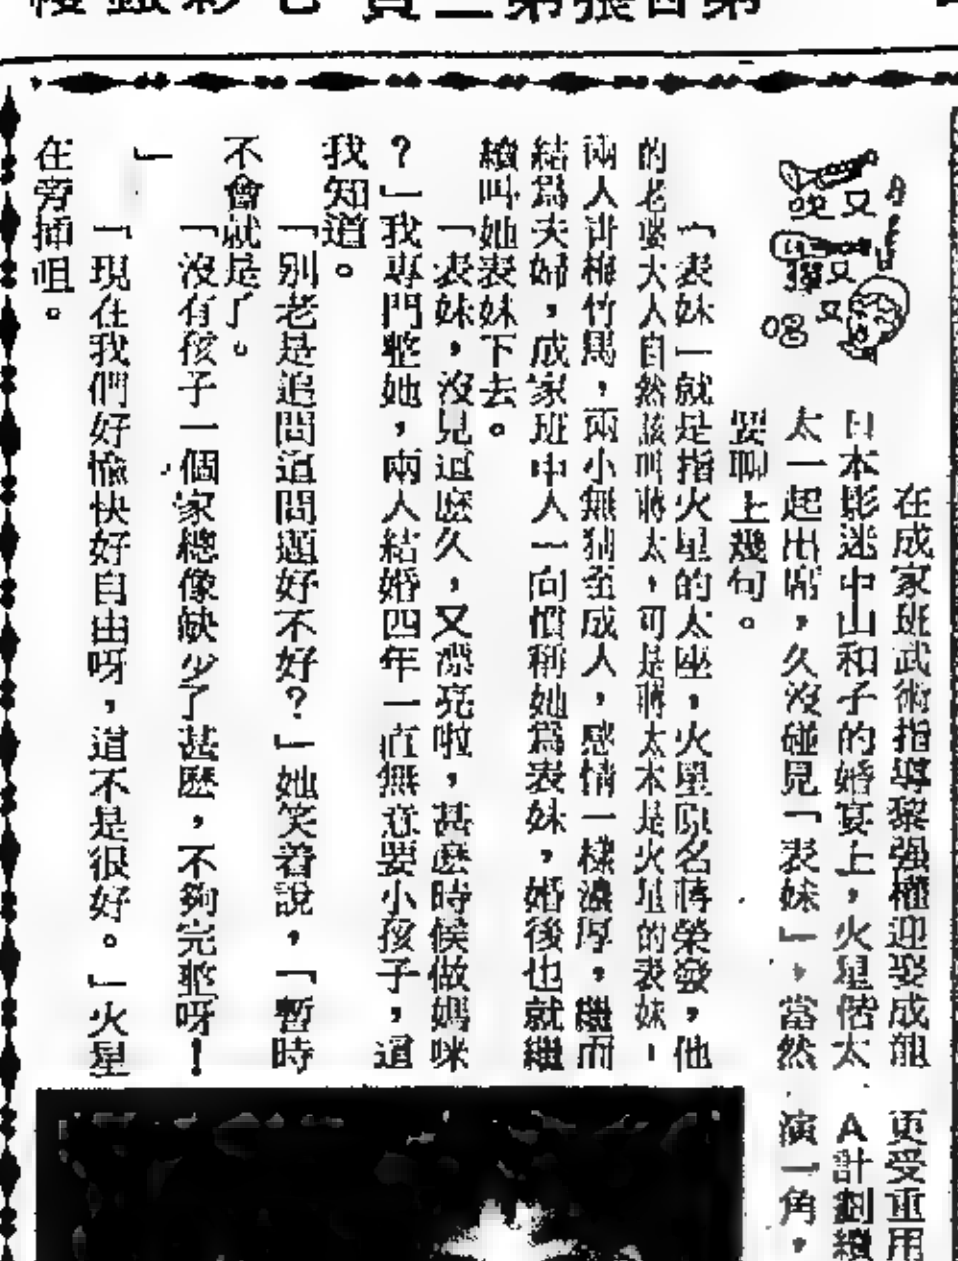 又又又
說彈唱
在成家班武術指導黎強權迎娶成龍
日本影迷中山和子的婚宴上，火星偕太
太一起出席，久沒碰見「表妹」，當然
要聊上幾句。
「表妹」就是指火星的太座，火星原名蔣榮發，他
的老婆大人自然該叫蔣太，可是蔣太本是火星的表妹，
兩人青梅竹馬，兩小無猜至成人，感情一樣濃厚，繼而
結爲夫婦，成家班中人一向慣稱她爲表妹，婚後也就繼
續叫她表妹下去。
「表妹，沒見這麽久，又漂亮啦，甚麽時候做媽咪
？」我專門整她，兩人結婚四年一直無意要小孩子，這
我知道。
「別老是追問這問題好不好？」她笑着說，「暫時
不會就是了。
「沒有孩子一個家總像缺少了甚麽，不夠完整呀！
」
「現在我們好愉快好自由呀，這不是很好。」火星
在旁插咀。
更受重用
A計劃續
演一角，